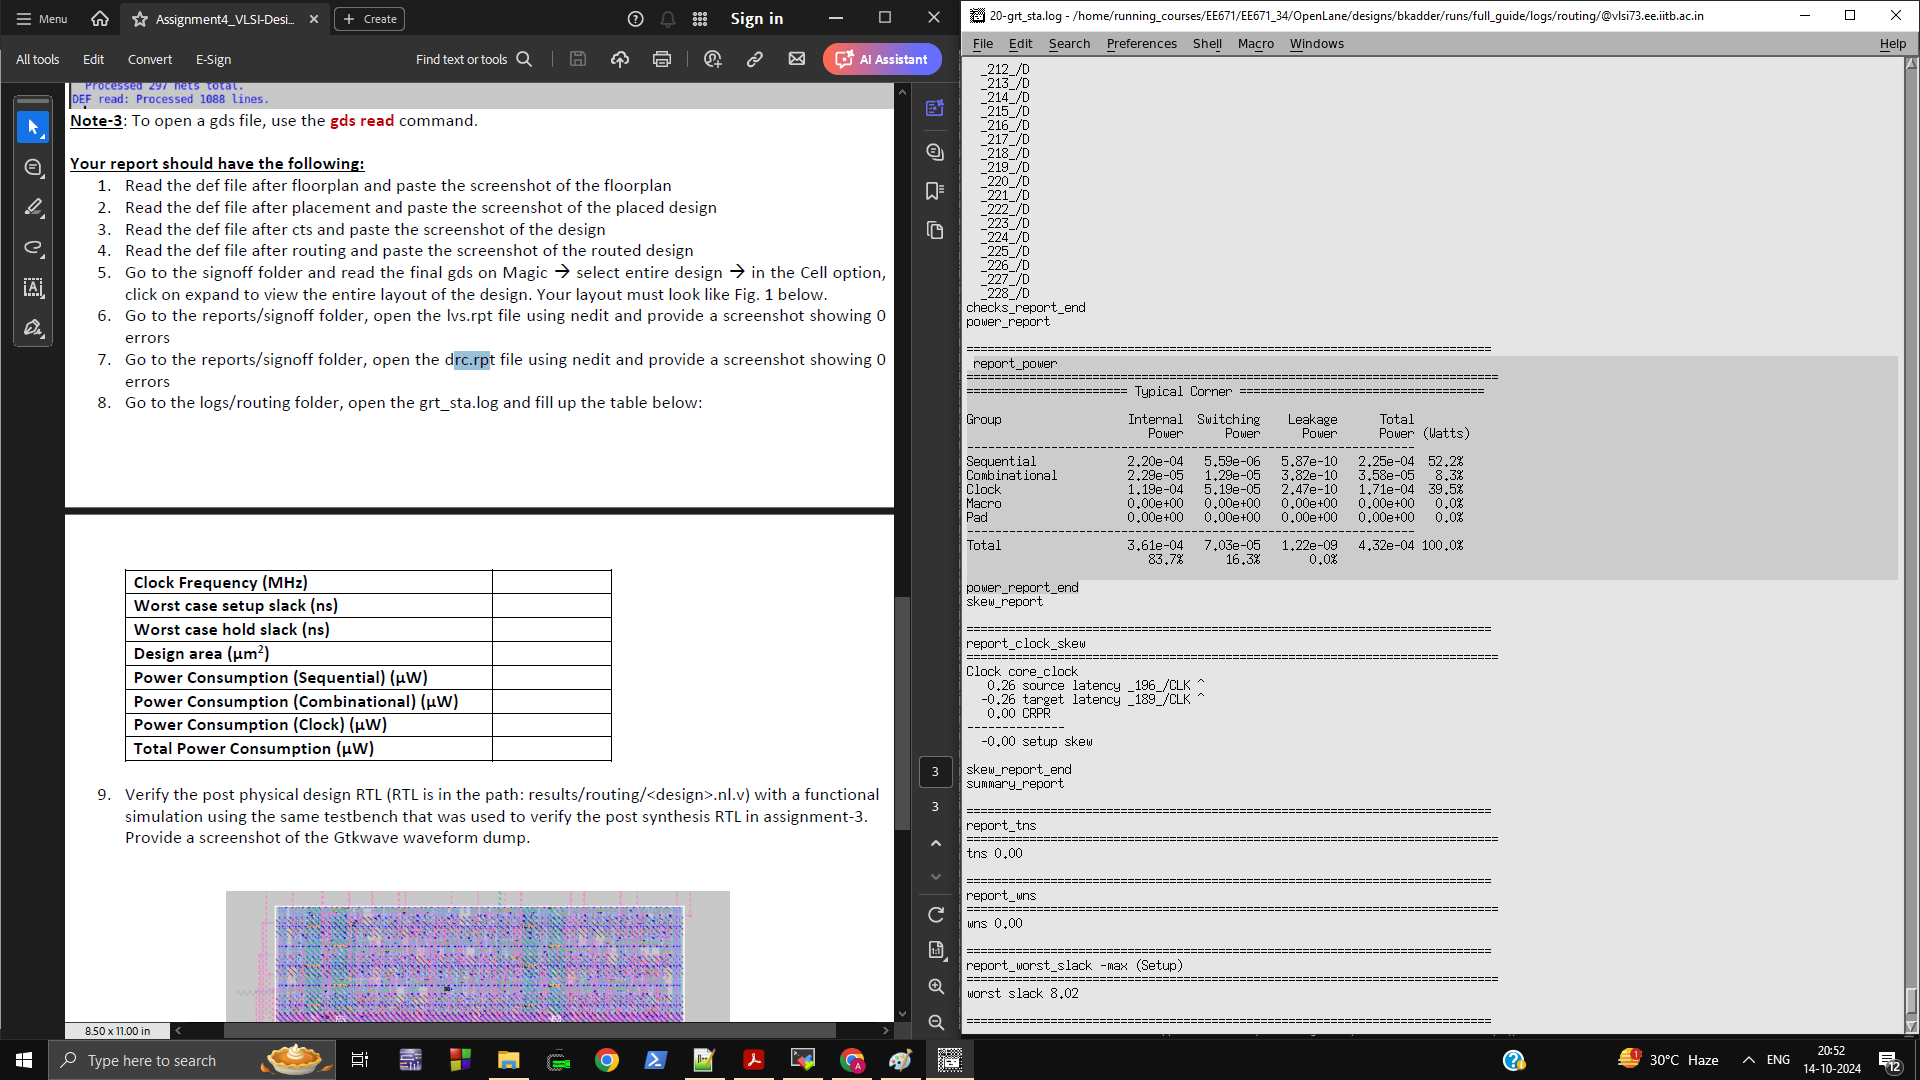 Menu
Assignment4_VLSI-Desi...
Create
Sign in
All tools
Edit
Convert
E-Sign
Find text or tools
AI Assistant
Processed 297 nets total.
DEF read: Processed 1088 lines.
Note-3: To open a gds file, use the gds read command.
Your report should have the following:
1. Read the def file after floorplan and paste the screenshot of the floorplan
2. Read the def file after placement and paste the screenshot of the placed design
3. Read the def file after cts and paste the screenshot of the design
4. Read the def file after routing and paste the screenshot of the routed design
5. Go to the signoff folder and read the final gds on Magic → select entire design → in the Cell option,
click on expand to view the entire layout of the design. Your layout must look like Fig. 1 below.
6. Go to the reports/signoff folder, open the lvs.rpt file using nedit and provide a screenshot showing 0
errors
7. Go to the reports/signoff folder, open the drc.rpt file using nedit and provide a screenshot showing 0
errors
8. Go to the logs/routing folder, open the grt_sta.log and fill up the table below:
Clock Frequency (MHz)
Worst case setup slack (ns)
Worst case hold slack (ns)
Design area (µm²)
Power Consumption (Sequential) (µW)
Power Consumption (Combinational) (µW)
Power Consumption (Clock) (µW)
Total Power Consumption (µW)
9. Verify the post physical design RTL (RTL is in the path: results/routing/<design>.nl.v) with a functional
simulation using the same testbench that was used to verify the post synthesis RTL in assignment-3.
Provide a screenshot of the Gtkwave waveform dump.
3
3
8.50 x 11.00 in
20-grt_sta.log - /home/running_courses/EE671/EE671_34/OpenLane/designs/bkadder/runs/full_guide/logs/routing/@vlsi73.ee.iitb.ac.in
File Edit Search Preferences Shell Macro Windows Help
_212_/D
_213_/D
_214_/D
_215_/D
_216_/D
_217_/D
_218_/D
_219_/D
_220_/D
_221_/D
_222_/D
_223_/D
_224_/D
_225_/D
_226_/D
_227_/D
_228_/D
checks_report_end
power_report
===========================================================================
report_power
============================================================================
======================= Typical Corner ===================================
Group Internal Switching Leakage Total
Power Power Power Power (Watts)
----------------------------------------------------------------
Sequential 2.20e-04 5.59e-06 5.87e-10 2.25e-04 52.2%
Combinational 2.29e-05 1.29e-05 3.82e-10 3.58e-05 8.3%
Clock 1.19e-04 5.19e-05 2.47e-10 1.71e-04 39.5%
Macro 0.00e+00 0.00e+00 0.00e+00 0.00e+00 0.0%
Pad 0.00e+00 0.00e+00 0.00e+00 0.00e+00 0.0%
----------------------------------------------------------------
Total 3.61e-04 7.03e-05 1.22e-09 4.32e-04 100.0%
83.7% 16.3% 0.0%
power_report_end
skew_report
===========================================================================
report_clock_skew
============================================================================
Clock core_clock
0.26 source latency _196_/CLK ^
-0.26 target latency _189_/CLK ^
0.00 CRPR
--------------
-0.00 setup skew
skew_report_end
summary_report
===========================================================================
report_tns
============================================================================
tns 0.00
===========================================================================
report_wns
============================================================================
wns 0.00
===========================================================================
report_worst_slack -max (Setup)
============================================================================
worst slack 8.02
===========================================================================
Type here to search
30°C Haze
ENG
20:52
14-10-2024
12